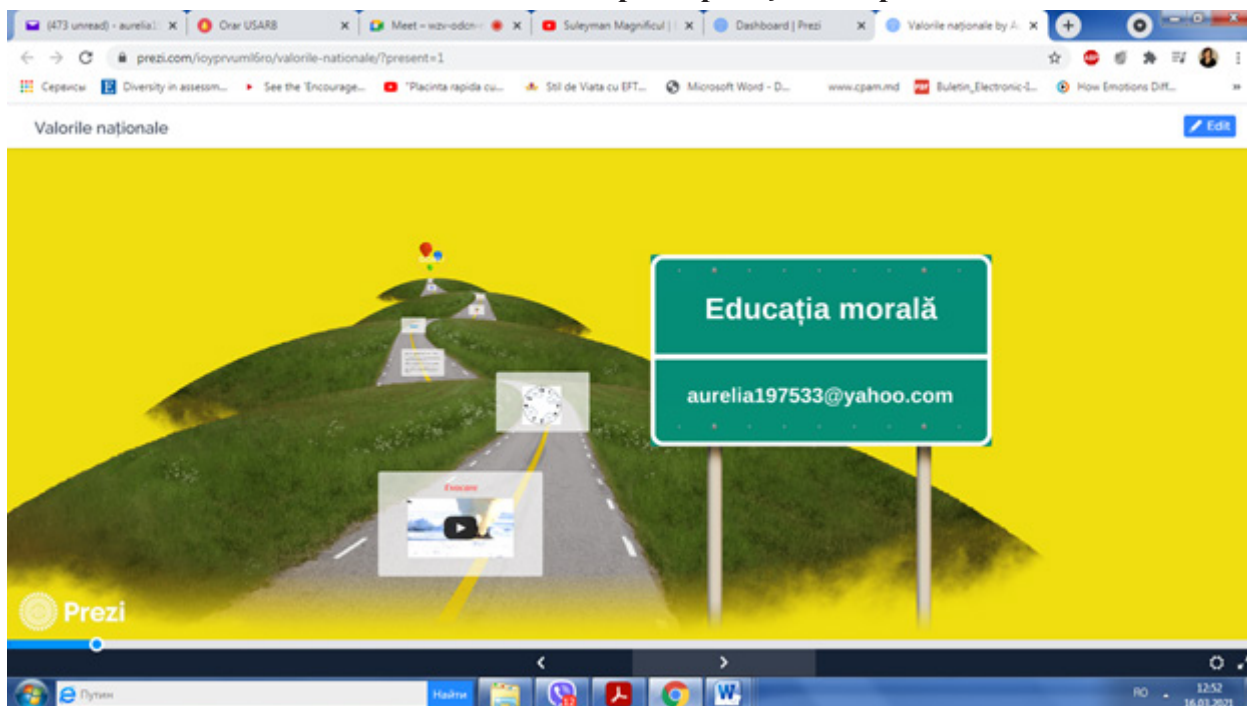 (473 unread) - aurelia1
Orar USARB
Meet – wzv-odcn-
Suleyman Magnificul | I
Dashboard | Prezi
Valorile naționale by A
prezi.com/ioyprvuml6ro/valorile-nationale/?present=1
Сервисы
Diversity in assessm...
See the 'Encourage...
"Placinta rapida cu...
Stil de Viata cu EFT...
Microsoft Word - D...
www.cpam.md
Buletin_Electronic-I...
How Emotions Diff...
Valorile naționale
Edit
Educația morală
aurelia197533@yahoo.com
Evocare
Prezi
Путин
Найти
12
RO
12:52
16.03.2021